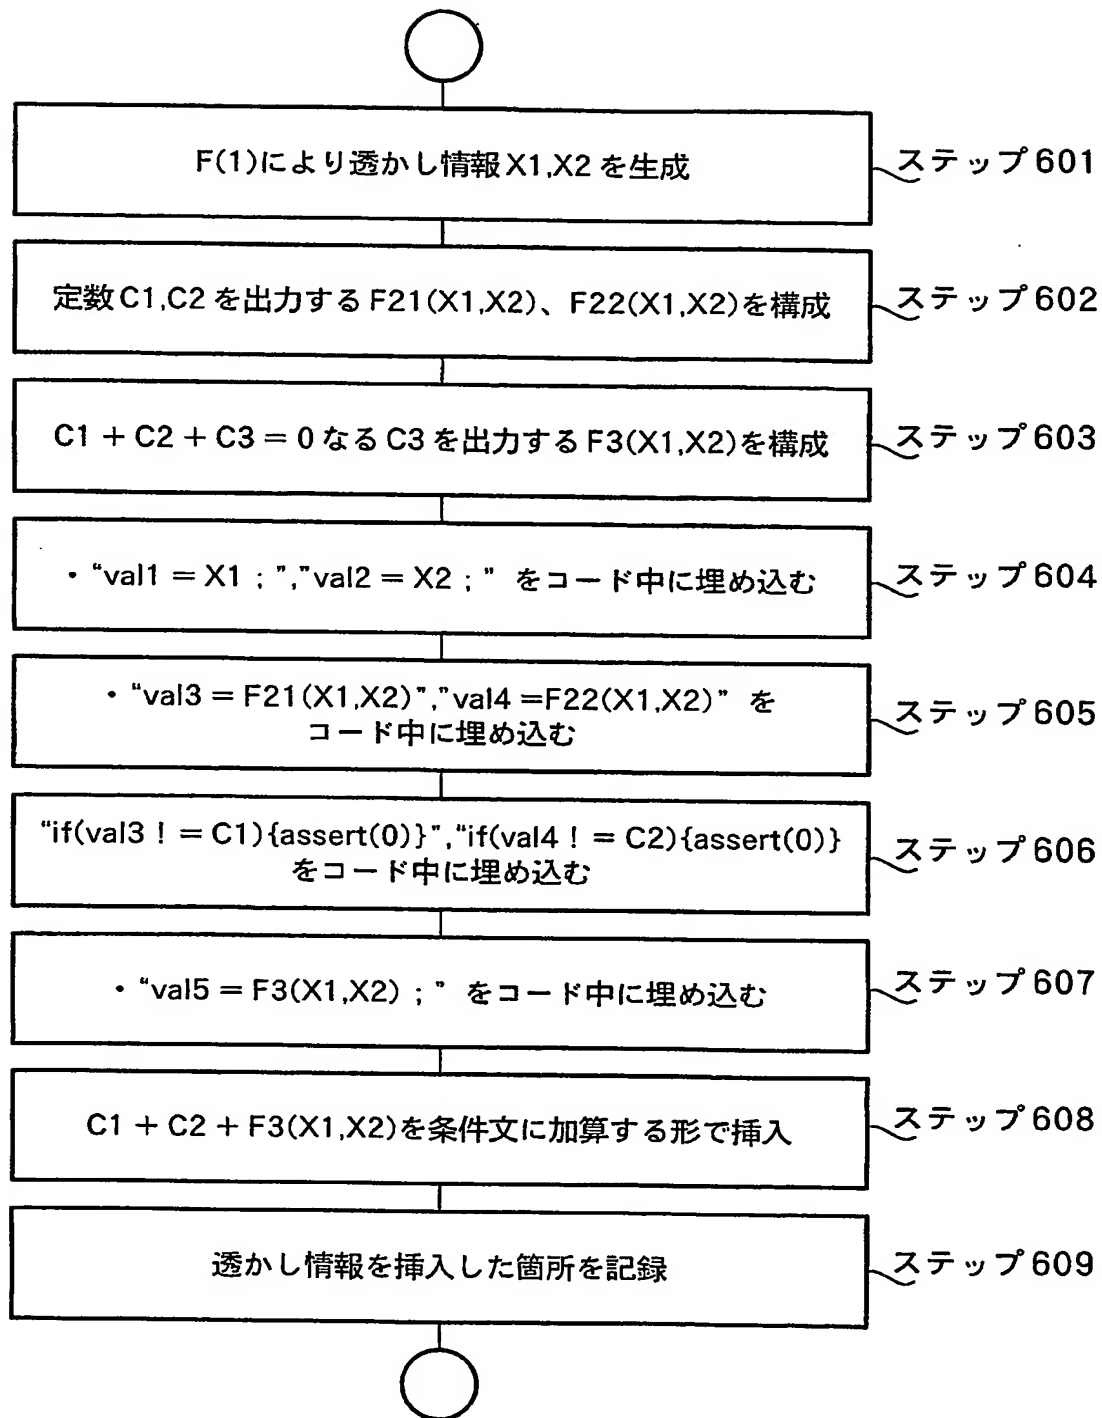 F(1)により透かし情報X1,X2を生成
ステップ601
定数C1,C2を出力するF21(X1,X2)、F22(X1,X2)を構成
ステップ602
C1+C2+C3=0なるC3を出力するF3(X1,X2)を構成
ステップ603
・“val1=X1;”,”val2=X2;” をコード中に埋め込む
ステップ604
・“val3=F21(X1,X2)”,”val4=F22(X1,X2)” を
コード中に埋め込む
ステップ605
“if(val3!=C1){assert(0)}”,“if(val4!=C2){assert(0)}
をコード中に埋め込む
ステップ606
・“val5=F3(X1,X2);” をコード中に埋め込む
ステップ607
C1+C2+F3(X1,X2)を条件文に加算する形で挿入
ステップ608
透かし情報を挿入した箇所を記録
ステップ609